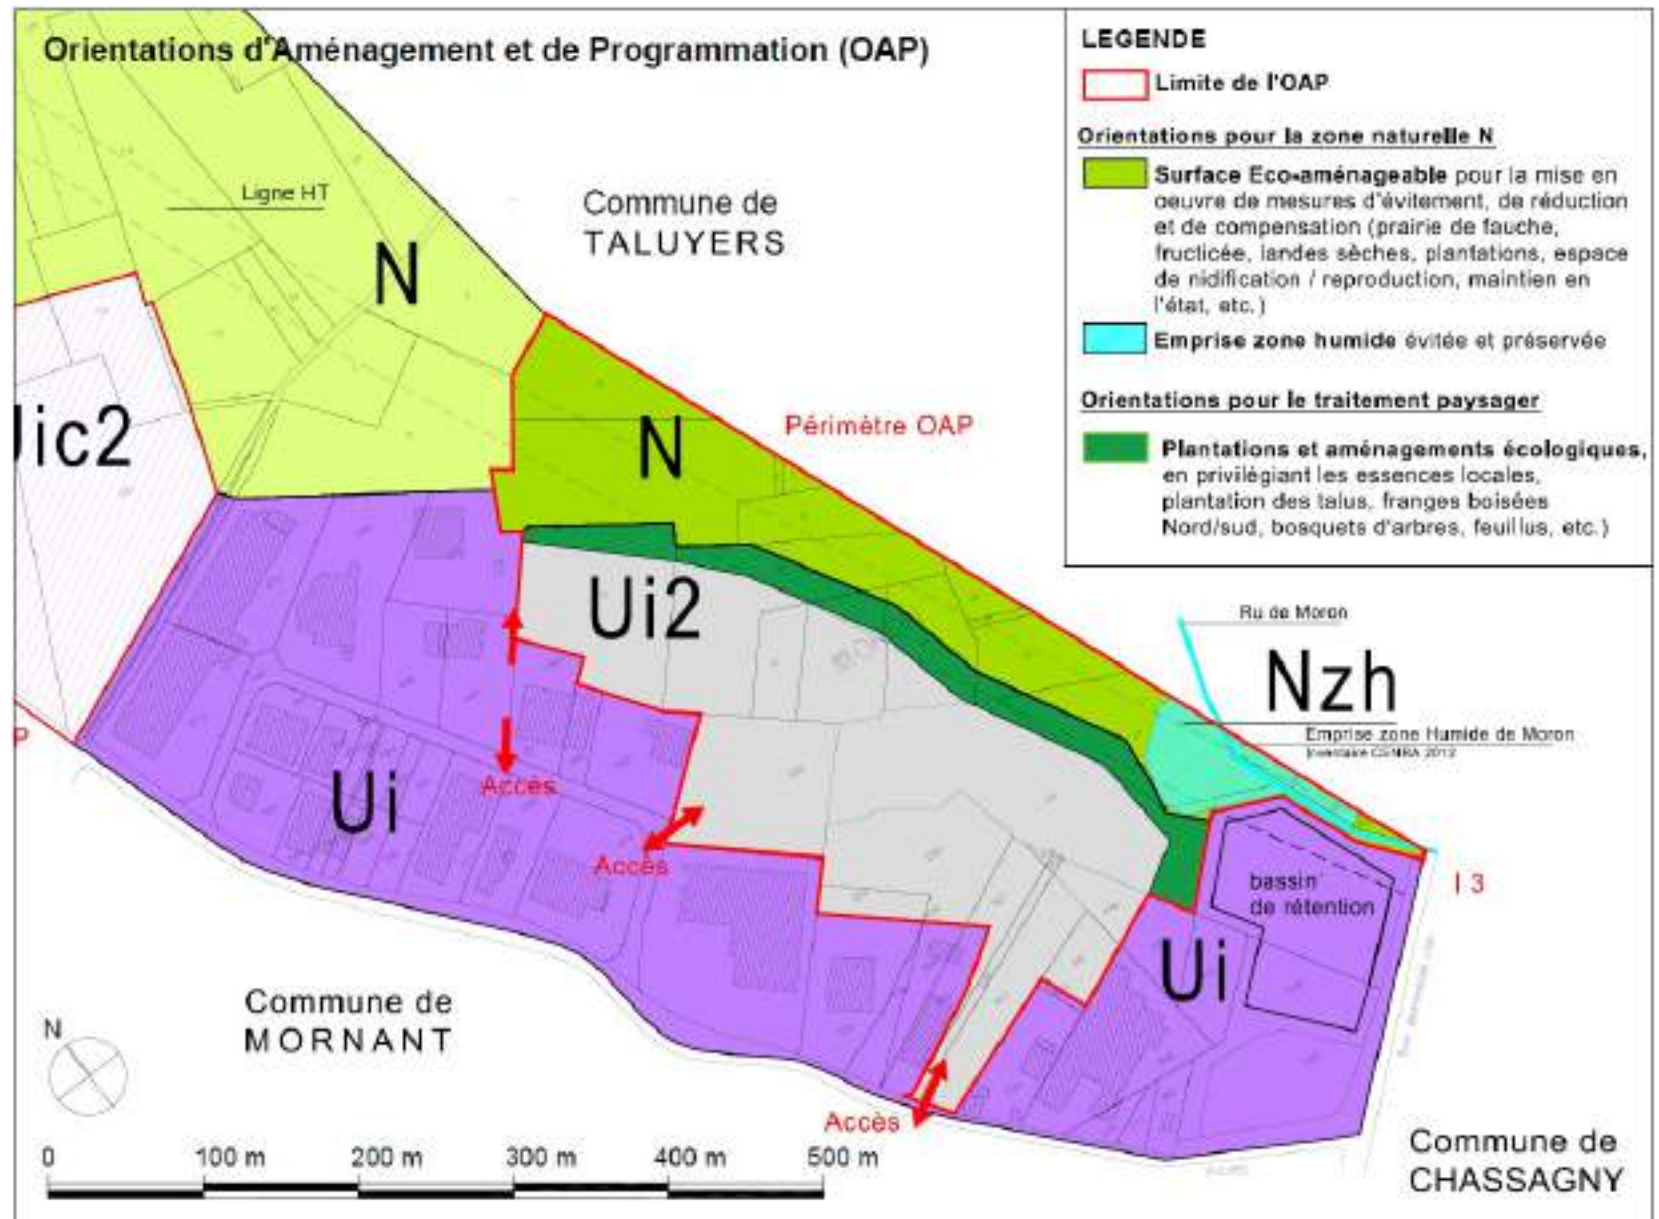 Orientations d'Aménagement et de Programmation (OAP)
LEGENDE
Limite de l'OAP
Orientations pour la zone naturelle N
Surface Eco-aménageable pour la mise en
oeuvre de mesures d'évitement, de réduction
et de compensation (prairie de fauche,
fructicée, landes sèches, plantations, espace
de nidification / reproduction, maintien en
l'état, etc.)
Emprise zone humide évitée et préservée
Orientations pour le traitement paysager
Plantations et aménagements écologiques,
en privilégiant les essences locales,
plantation des talus, franges boisées
Nord/sud, bosquets d'arbres, feuillus, etc.)
Ligne HT
Commune de
TALUYERS
N
Uic2
N
Périmètre OAP
Ui2
Ru de Moron
Nzh
Emprise zone Humide de Moron
Inventaire CENRA 2012
P
Accès
Ui
Accès
bassin
de rétention
I 3
Ui
Commune de
MORNANT
N
Accès
Commune de
CHASSAGNY
0 100 m 200 m 300 m 400 m 500 m